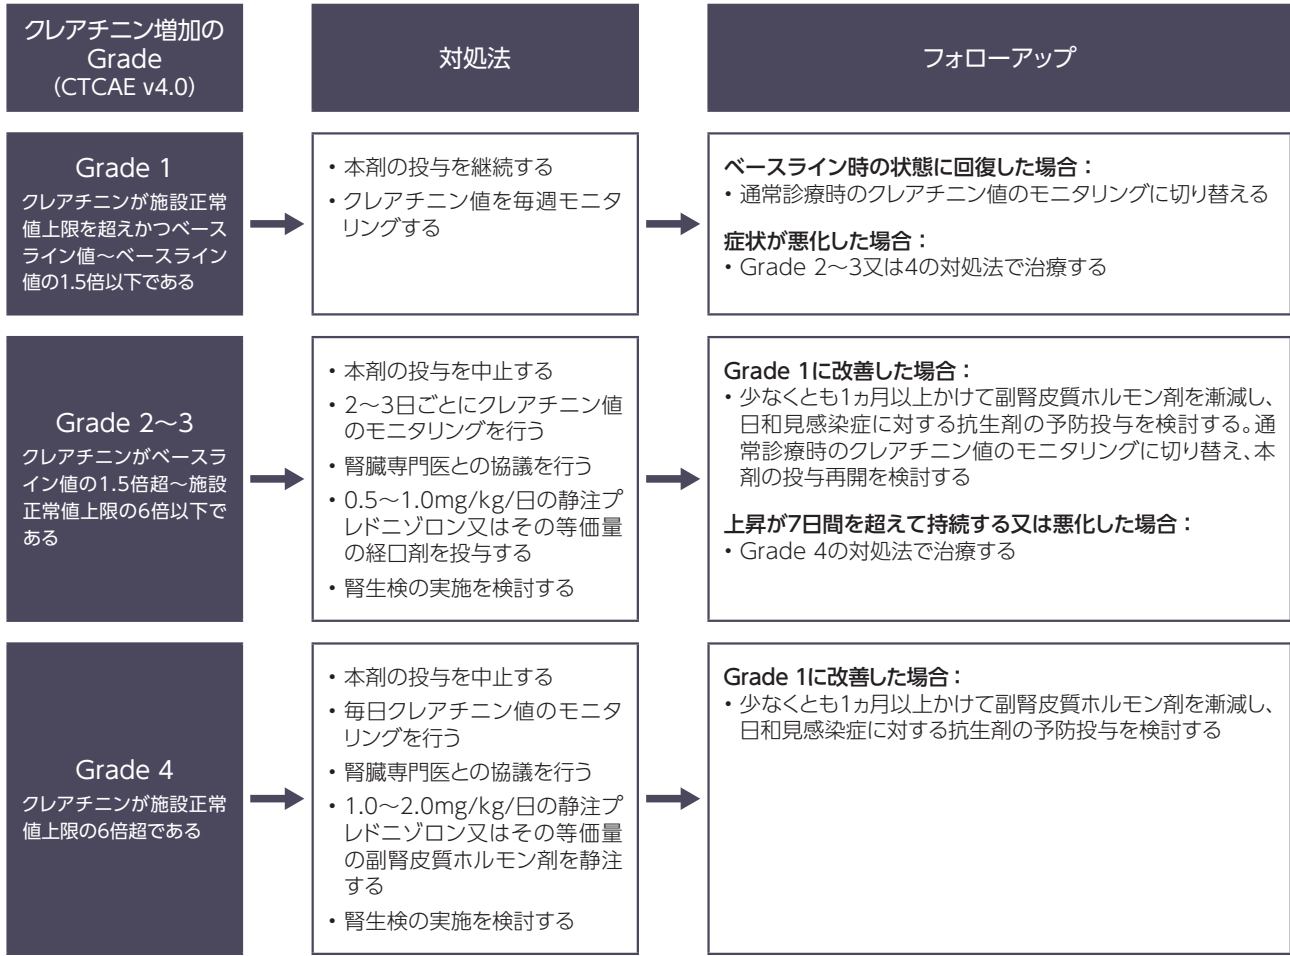 クレアチニン増加の
Grade
(CTCAE v4.0)
対処法
フォローアップ
Grade 1
クレアチニンが施設正常
値上限を超えかつベース
ライン値～ベースライン
値の1.5倍以下である
・本剤の投与を継続する
・クレアチニン値を毎週モニタ
リングする
ベースライン時の状態に回復した場合：
・通常診療時のクレアチニン値のモニタリングに切り替える
症状が悪化した場合：
・Grade 2～3又は4の対処法で治療する
Grade 2～3
クレアチニンがベースラ
イン値の1.5倍超～施設
正常値上限の6倍以下で
ある
・本剤の投与を中止する
・2～3日ごとにクレアチニン値
のモニタリングを行う
・腎臓専門医との協議を行う
・0.5～1.0mg/kg/日の静注プ
レドニゾロン又はその等価量
の経口剤を投与する
・腎生検の実施を検討する
Grade 1に改善した場合：
・少なくとも1ヵ月以上かけて副腎皮質ホルモン剤を漸減し、
日和見感染症に対する抗生剤の予防投与を検討する。通
常診療時のクレアチニン値のモニタリングに切り替え、本
剤の投与再開を検討する
上昇が7日間を超えて持続する又は悪化した場合：
・Grade 4の対処法で治療する
Grade 4
クレアチニンが施設正常
値上限の6倍超である
・本剤の投与を中止する
・毎日クレアチニン値のモニタ
リングを行う
・腎臓専門医との協議を行う
・1.0～2.0mg/kg/日の静注プ
レドニゾロン又はその等価量
の副腎皮質ホルモン剤を静注
する
・腎生検の実施を検討する
Grade 1に改善した場合：
・少なくとも1ヵ月以上かけて副腎皮質ホルモン剤を漸減し、
日和見感染症に対する抗生剤の予防投与を検討する